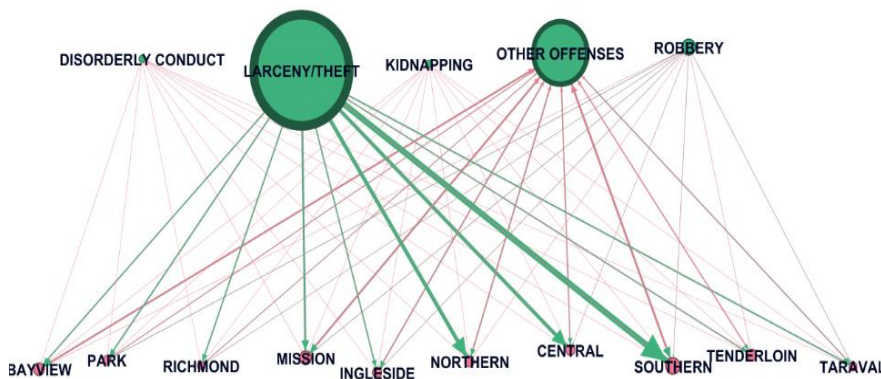 DISORDERLY CONDUCT
LARCENY/THEFT
KIDNAPPING
OTHER OFFENSES
ROBBERY
BAYVIEW
PARK
RICHMOND
MISSION
INGLESIDE
NORTHERN
CENTRAL
SOUTHERN
TENDERLOIN
TARAVAL